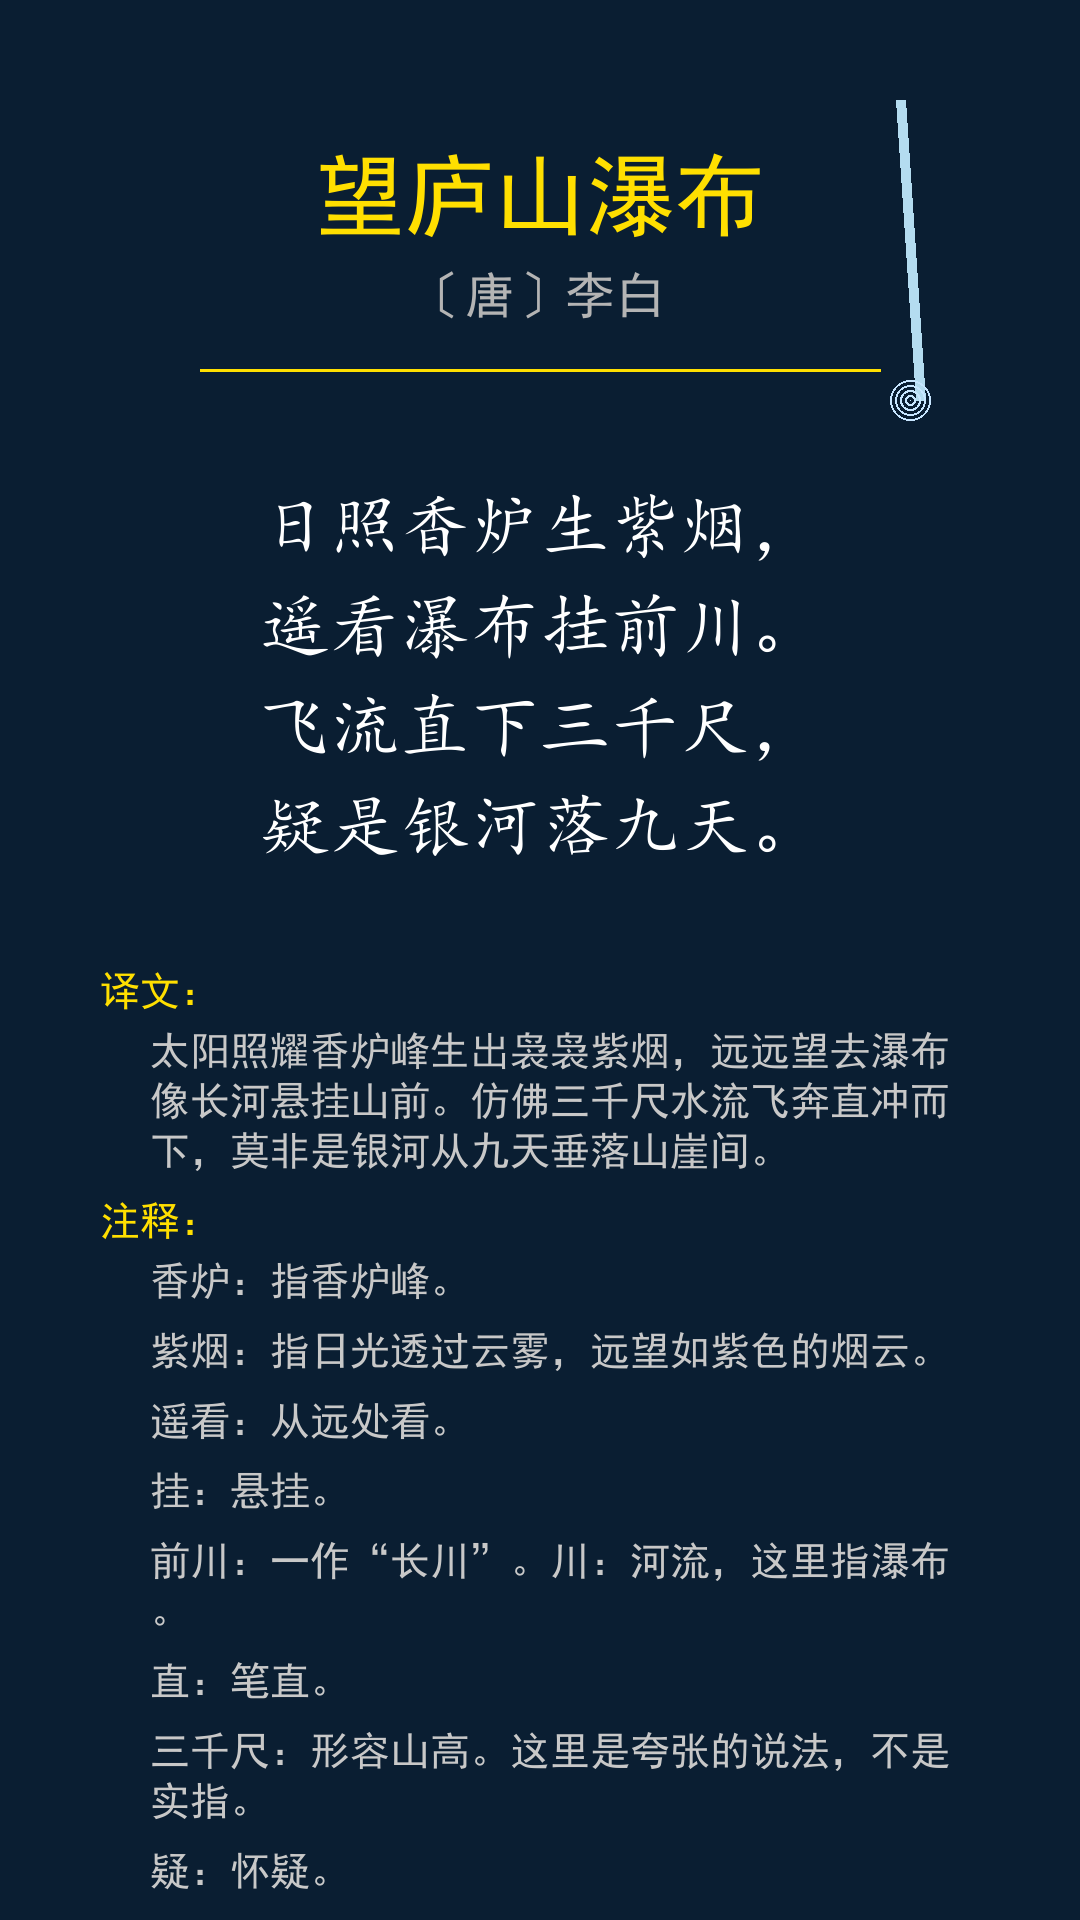 望庐山瀑布
〔唐〕李白
日照香炉生紫烟，
遥看瀑布挂前川。
飞流直下三千尺，
疑是银河落九天。
译文：
太阳照耀香炉峰生出袅袅紫烟，远远望去瀑布
像长河悬挂山前。仿佛三千尺水流飞奔直冲而
下，莫非是银河从九天垂落山崖间。
注释：
香炉：指香炉峰。
紫烟：指日光透过云雾，远望如紫色的烟云。
遥看：从远处看。
挂：悬挂。
前川：一作“长川”。川：河流，这里指瀑布
。
直：笔直。
三千尺：形容山高。这里是夸张的说法，不是
实指。
疑：怀疑。